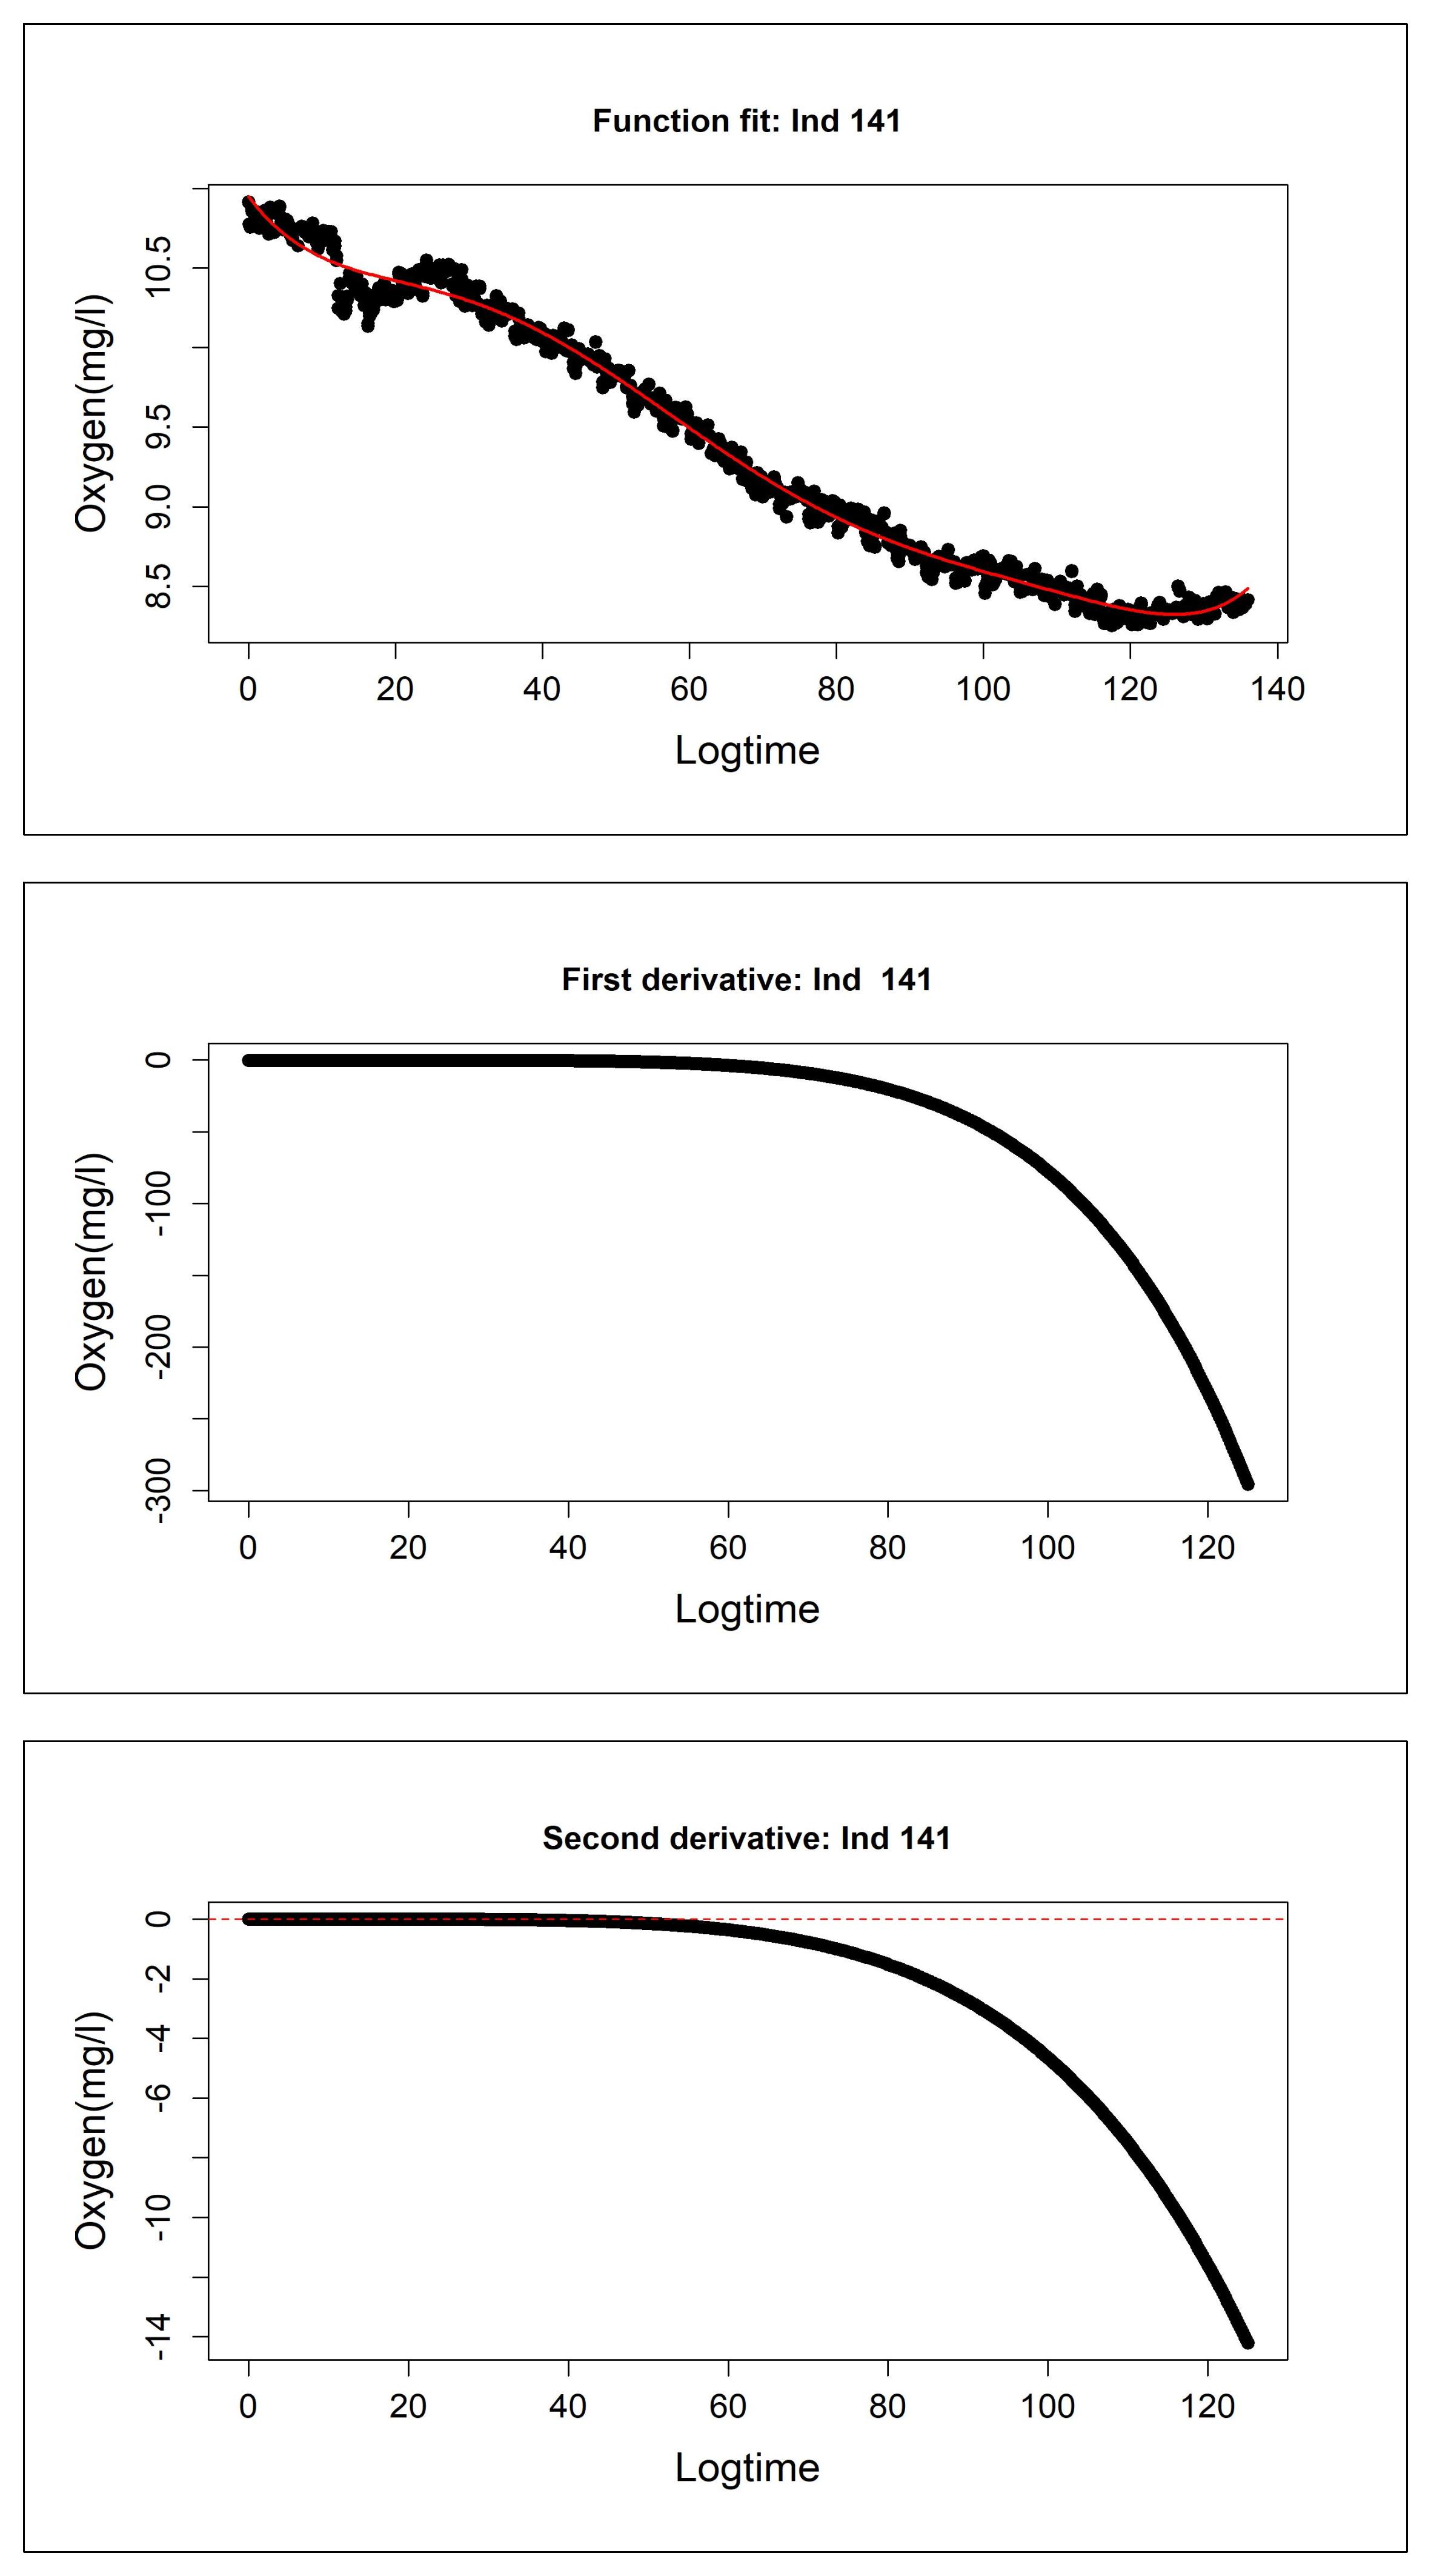 Function fit: Ind 141
Oxygen(mg/l)
10.5
9.5
9.0
8.5
0 20 40 60 80 100 120 140
Logtime
First derivative: Ind  141
Oxygen(mg/l)
0
-100
-200
-300
0 20 40 60 80 100 120
Logtime
Second derivative: Ind 141
Oxygen(mg/l)
0
-2
-4
-6
-10
-14
0 20 40 60 80 100 120
Logtime